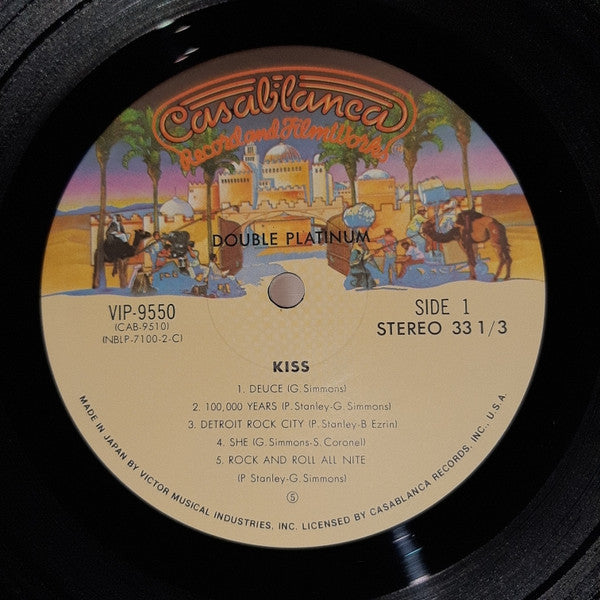 Casablanca
Record and FilmWorks
DOUBLE PLATINUM
VIP-9550
(CAB-9510)
(NBLP-7100-2-C)
SIDE 1
STEREO 33 1/3
KISS
1. DEUCE (G. Simmons)
2. 100,000 YEARS (P. Stanley-G. Simmons)
3. DETROIT ROCK CITY (P. Stanley-B Ezrin)
4. SHE (G. Simmons-S. Coronel)
5. ROCK AND ROLL ALL NITE
(P Stanley-G. Simmons)
Ⓢ
MADE IN JAPAN BY VICTOR MUSICAL INDUSTRIES, INC. LICENSED BY CASABLANCA RECORDS, INC., U.S.A.